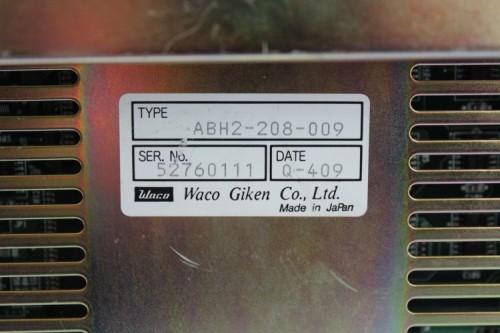 TYPE
ABH2-208-009
SER. No. DATE
52760111 Q-409
Waco Waco Giken Co., Ltd.
Made in JaPan